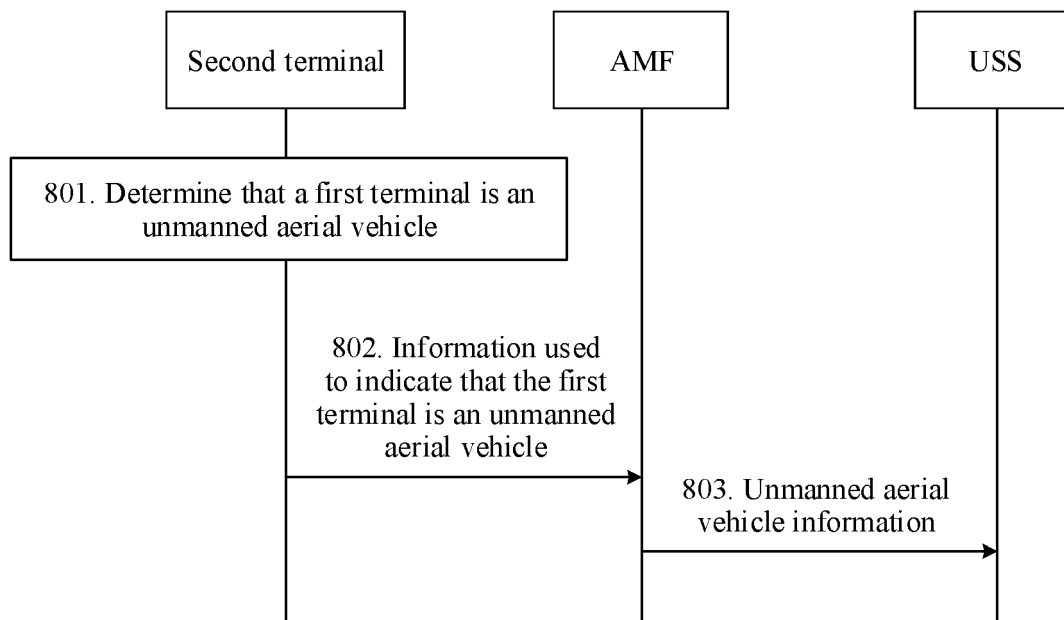 Second terminal
AMF
USS
801. Determine that a first terminal is an
unmanned aerial vehicle
802. Information used
to indicate that the first
terminal is an unmanned
aerial vehicle
803. Unmanned aerial
vehicle information